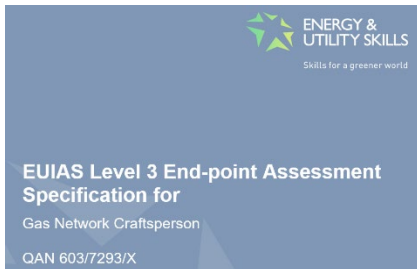 ENERGY &
UTILITY SKILLS
Skills for a greener world
EUIAS Level 3 End-point Assessment
Specification for
Gas Network Craftsperson
QAN 603/7293/X